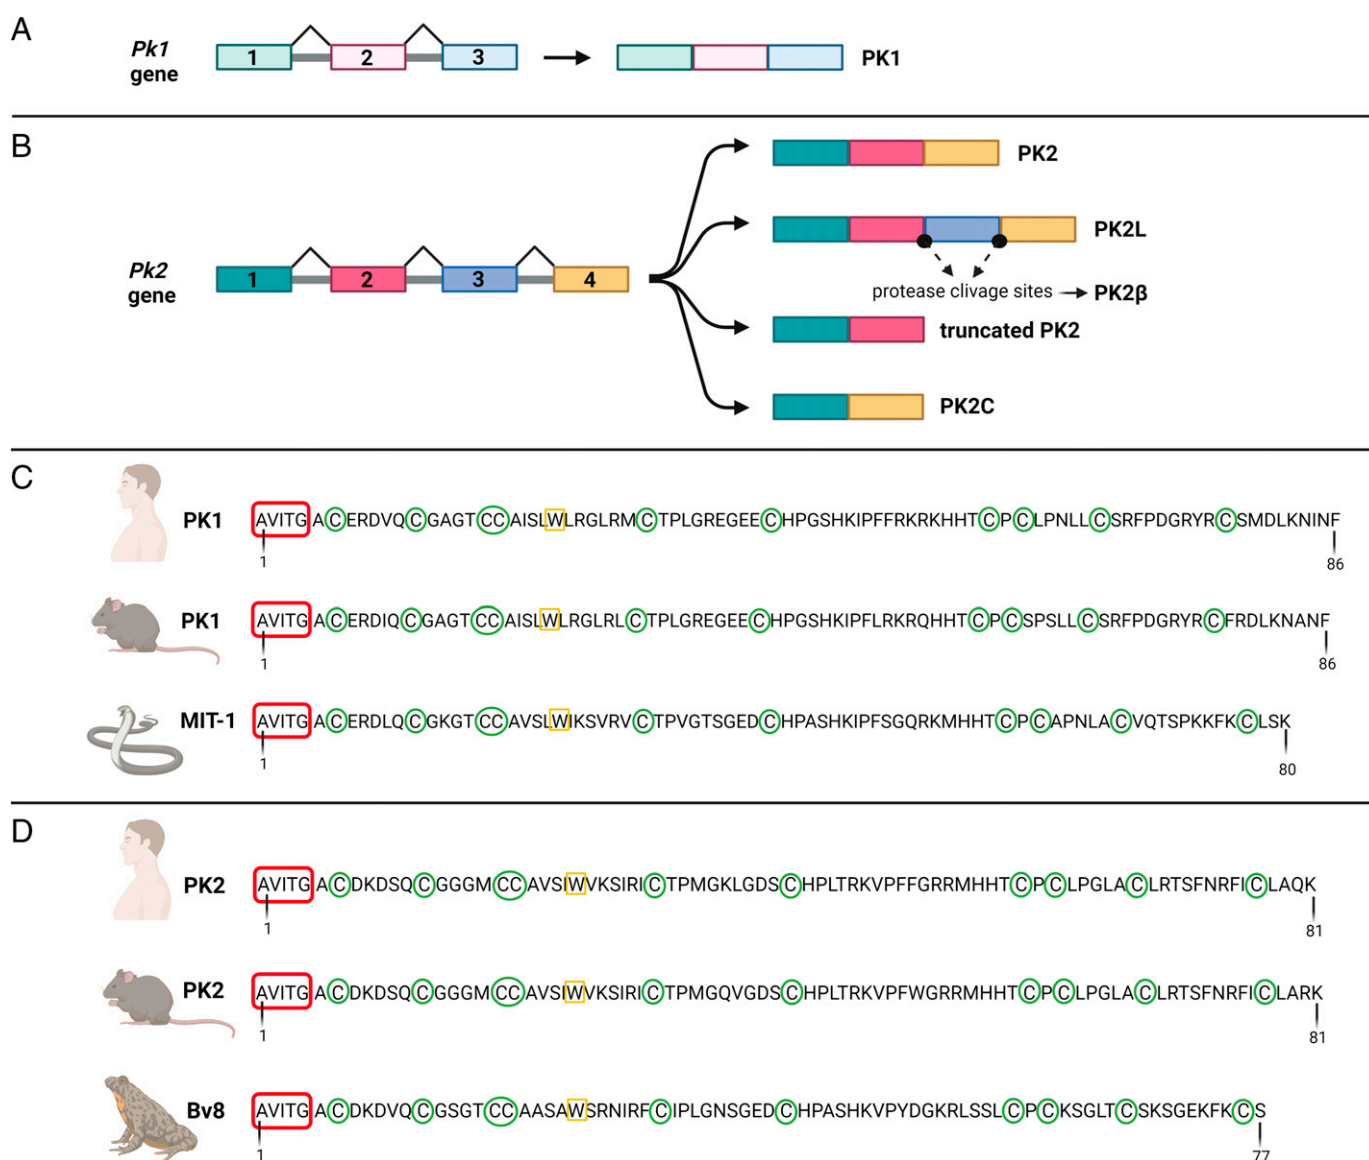 A
Pk1 gene
1 2 3
PK1
B
Pk2 gene
1 2 3 4
PK2
PK2L
protease clivage sites PK2β
truncated PK2
PK2C
C
PK1 AVITGACERDVQCGAGTCCAISLWLRGLRMCTPLGREGEECHPGSHKIPFFRKRKHHTCPCLPNLLCSRFPDGRYRCSMDLKNINF
1 86
PK1 AVITGACERDIQCGAGTCCAISLWLRGLRLCTPLGREGEECHPGSHKIPFLRKRQHHTCPCSPSLLCSRFPDGRYRCFRDLKNANF
1 86
MIT-1 AVITGACERDLQCGKGTCCAVSLWIKSVRVCTPVGTSGEDCHPASHKIPFSGQRKMHHTCPCAPNLACVQTSPKKFKCLSK
1 80
D
PK2 AVITGACDKDSQCGGGMCCAVSIWVKSIRICTPMGKLGDSCHPLTRKVPFFGRRMHHTCPCLPGLACLRTSFNRFICLAQK
1 81
PK2 AVITGACDKDSQCGGGMCCAVSIWVKSIRICTPMGQVGDSCHPLTRKVPFWGRRMHHTCPCLPGLACLRTSFNRFICLARK
1 81
Bv8 AVITGACDKDVQCGSGTCCAASAWSRNIRFCIPLGNSGEDCHPASHKVPYDGKRLSSLCPCKSGLTCSKSGEKFKCS
1 77